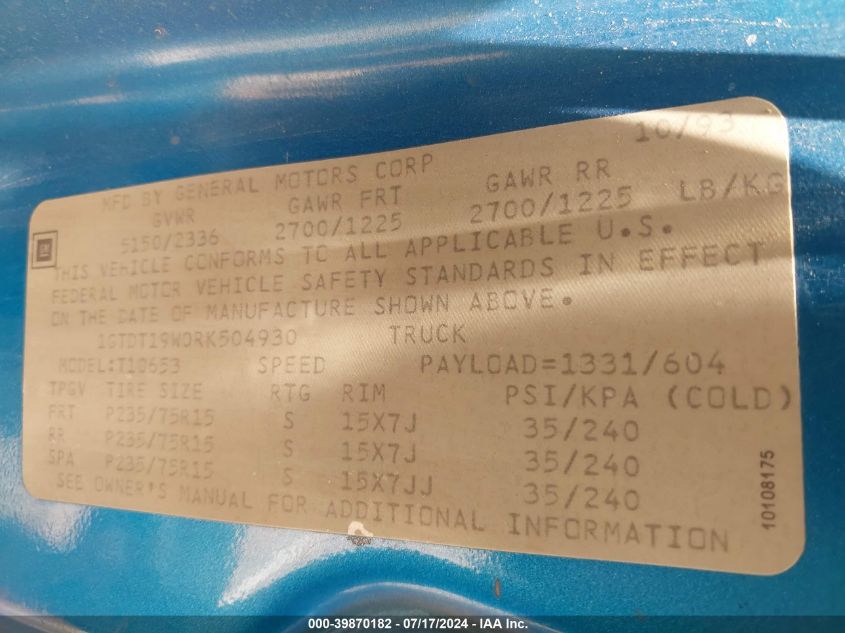 10/93
MFD BY GENERAL MOTORS CORP
GVWR GAWR FRT GAWR RR
5150/2336 2700/1225 2700/1225 LB/KG
GM
THIS VEHICLE CONFORMS TO ALL APPLICABLE U.S.
FEDERAL MOTOR VEHICLE SAFETY STANDARDS IN EFFECT
ON THE DATE OF MANUFACTURE SHOWN ABOVE.
1GTDT19W0RK504930 TRUCK
MODEL:T10653 SPEED PAYLOAD=1331/604
TPGV TIRE SIZE RTG RIM PSI/KPA (COLD)
FRT P235/75R15 S 15X7J 35/240
RR P235/75R15 S 15X7J 35/240
SPA P235/75R15 S 15X7JJ 35/240
SEE OWNER'S MANUAL FOR ADDITIONAL INFORMATION
10108175
000-39870182 / 07/17/2024 - IAA Inc.